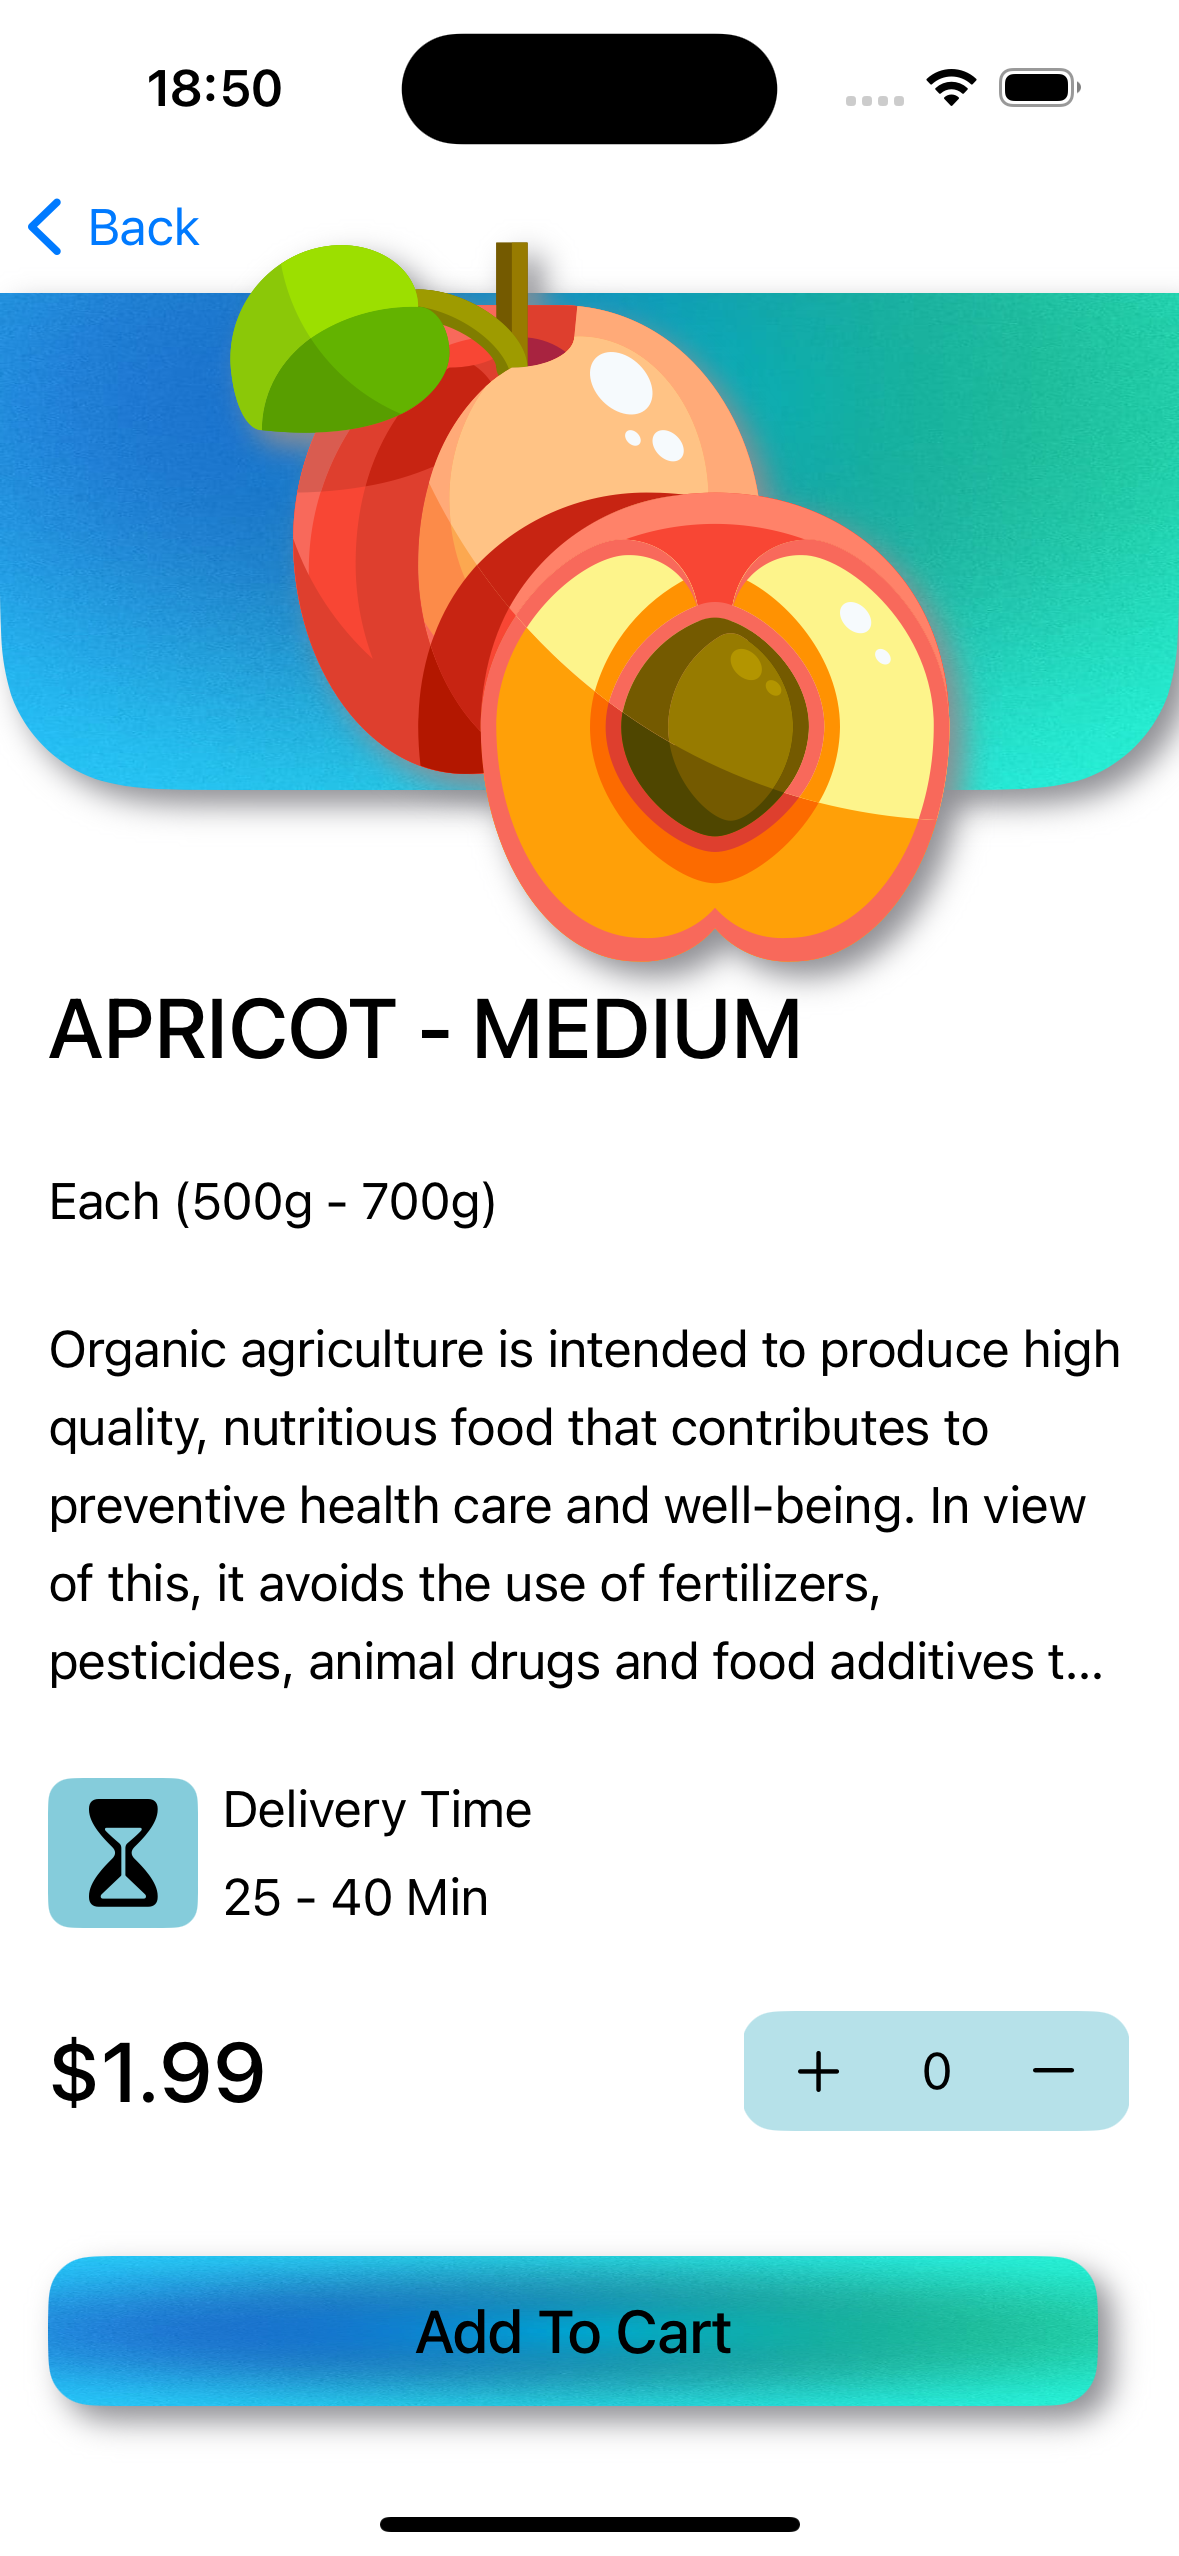 18:50
Back
APRICOT - MEDIUM
Each (500g - 700g)
Organic agriculture is intended to produce high
quality, nutritious food that contributes to
preventive health care and well-being. In view
of this, it avoids the use of fertilizers,
pesticides, animal drugs and food additives t...
Delivery Time
25 - 40 Min
$1.99
+ 0 −
Add To Cart